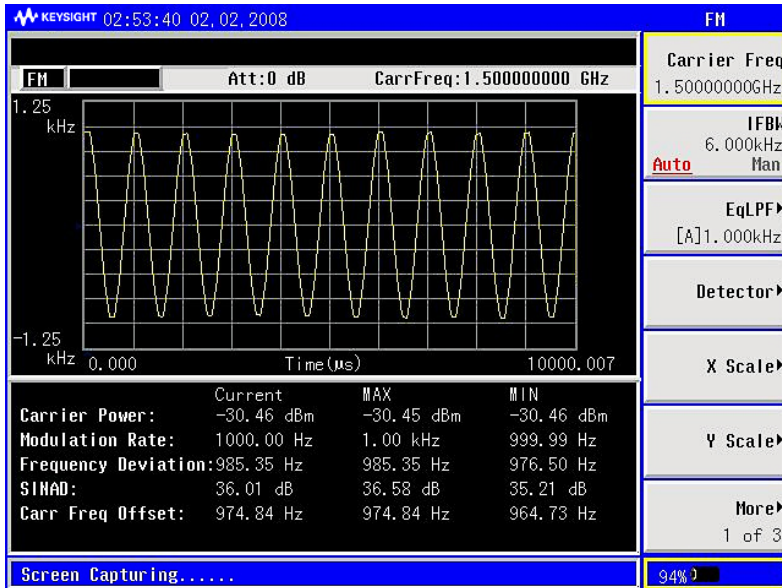 KEYSIGHT 02:53:40 02,02,2008
FM
FM Att:0 dB CarrFreq:1.500000000 GHz
1.25
kHz
-1.25
kHz
0.000 Time(μs) 10000.007
Current MAX MIN
Carrier Power: -30.46 dBm -30.45 dBm -30.46 dBm
Modulation Rate: 1000.00 Hz 1.00 kHz 999.99 Hz
Frequency Deviation:985.35 Hz 985.35 Hz 976.50 Hz
SINAD: 36.01 dB 36.58 dB 35.21 dB
Carr Freq Offset: 974.84 Hz 974.84 Hz 964.73 Hz
Screen Capturing......
Carrier Freq
1.50000000GHz
IFBW
6.000kHz
Auto Man
EqLPF
[A]1.000kHz
Detector
X Scale
Y Scale
More
1 of 3
94%